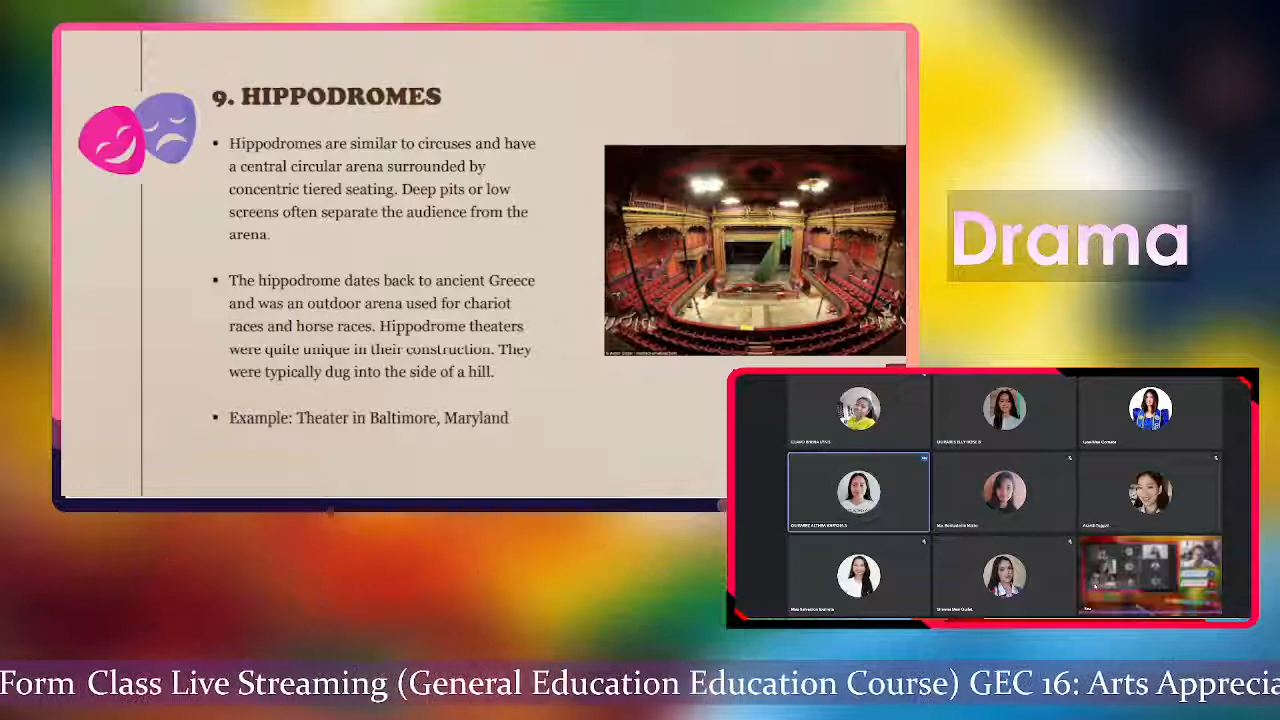 9. HIPPODROMES
Hippodromes are similar to circuses and have
a central circular arena surrounded by
concentric tiered seating. Deep pits or low
screens often separate the audience from the
arena.
The hippodrome dates back to ancient Greece
and was an outdoor arena used for chariot
races and horse races. Hippodrome theaters
were quite unique in their construction. They
were typically dug into the side of a hill.
Example: Theater in Baltimore, Maryland
Drama
Form Class Live Streaming (General Education Education Course) GEC 16: Arts Apprecia